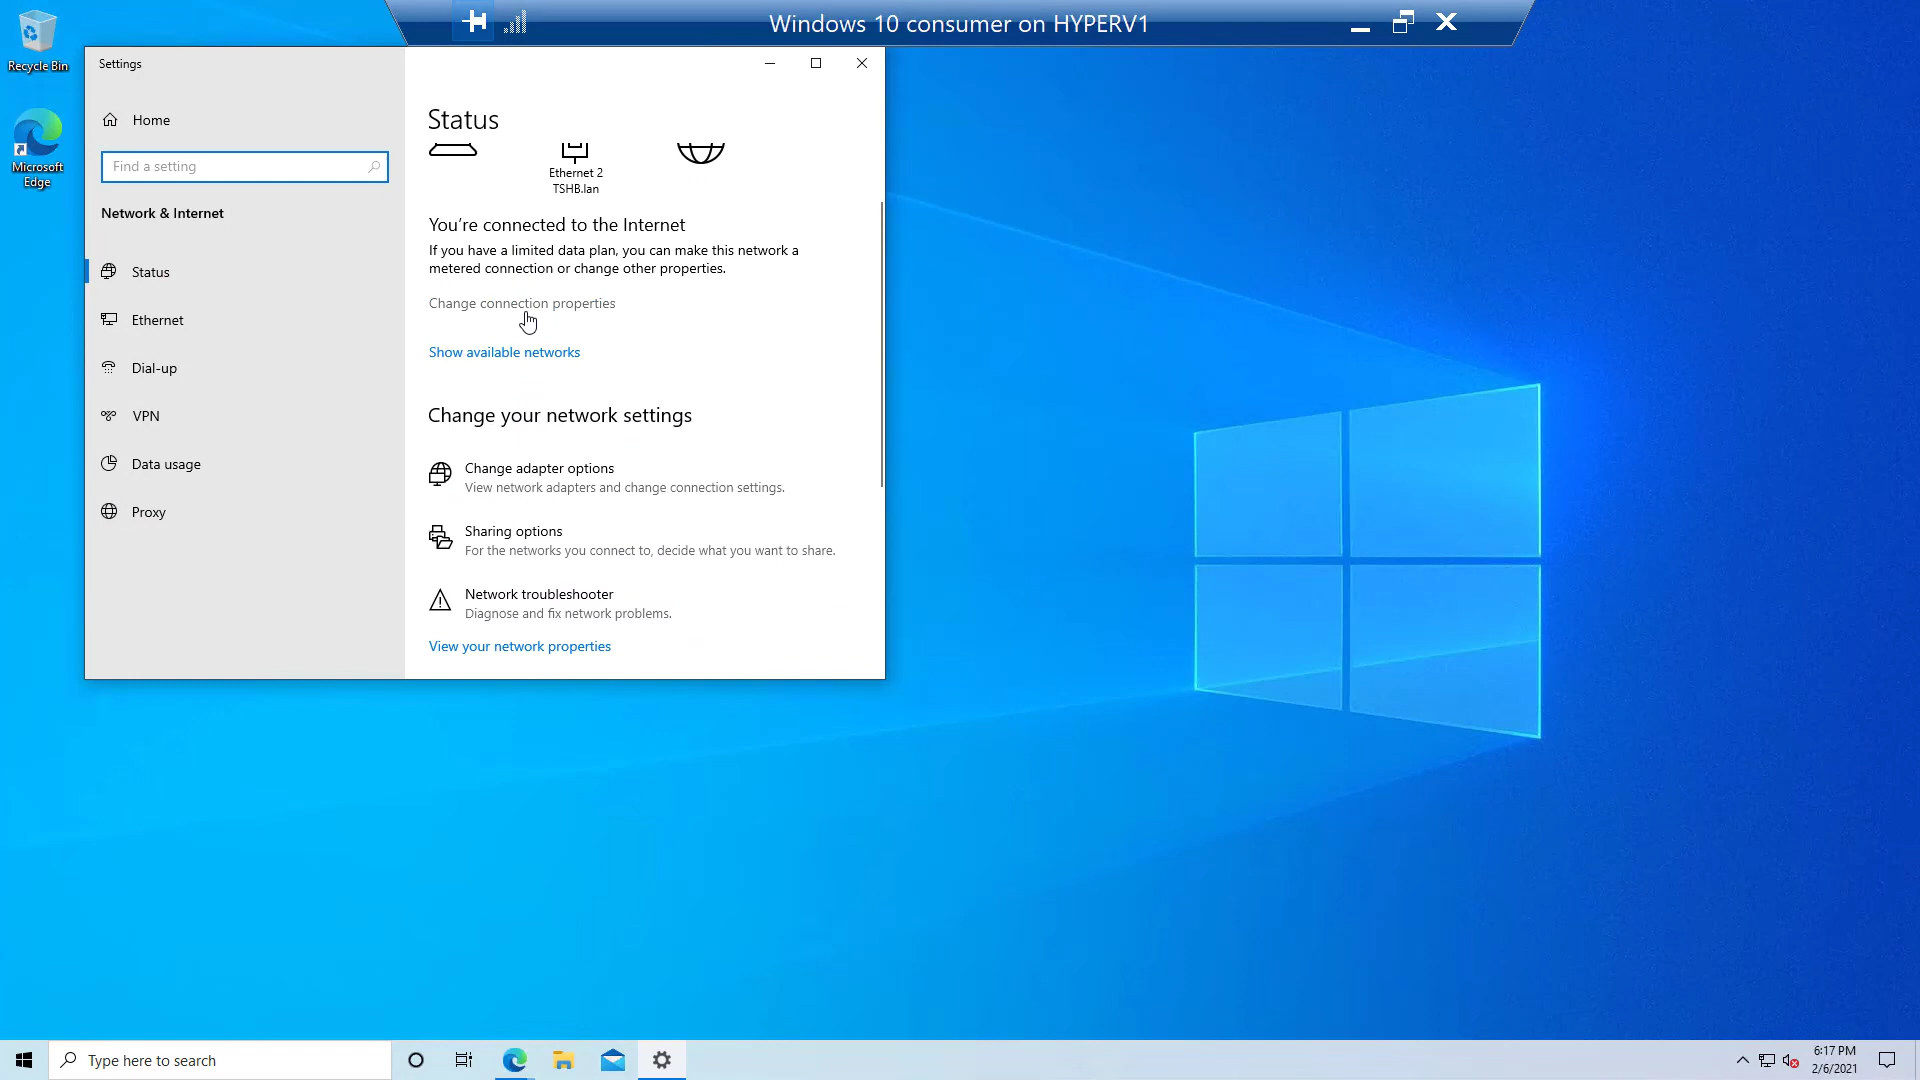 Windows 10 consumer on HYPERV1
Recycle Bin
Microsoft
Edge
Settings
Home
Find a setting
Network & Internet
Status
Ethernet
Dial-up
VPN
Data usage
Proxy
Status
Ethernet 2
TSHB.lan
You're connected to the Internet
If you have a limited data plan, you can make this network a
metered connection or change other properties.
Change connection properties
Show available networks
Change your network settings
Change adapter options
View network adapters and change connection settings.
Sharing options
For the networks you connect to, decide what you want to share.
Network troubleshooter
Diagnose and fix network problems.
View your network properties
Type here to search
6:17 PM
2/6/2021